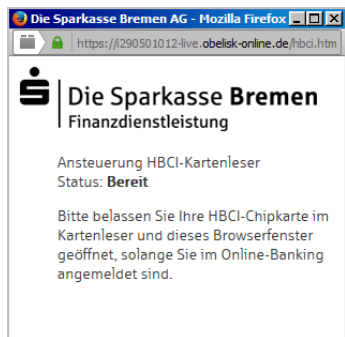 Die Sparkasse Bremen AG - Mozilla Firefox
https://i290501012-live.obelisk-online.de/hbci.htm
Die Sparkasse Bremen
Finanzdienstleistung
Ansteuerung HBCI-Kartenleser
Status: Bereit
Bitte belassen Sie Ihre HBCI-Chipkarte im
Kartenleser und dieses Browserfenster
geöffnet, solange Sie im Online-Banking
angemeldet sind.